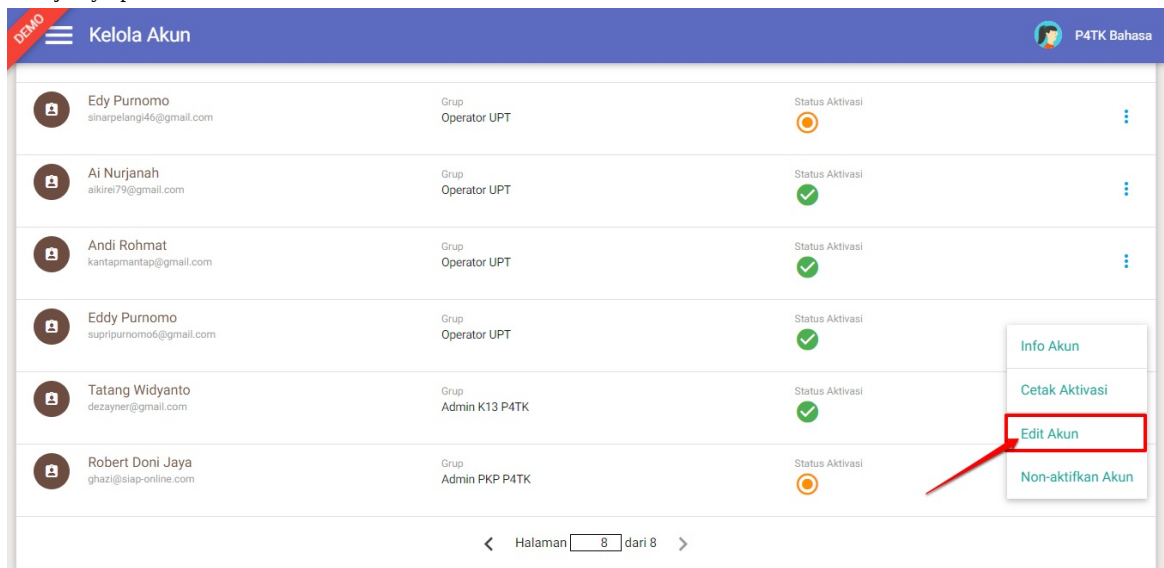 DEMO
Kelola Akun
P4TK Bahasa
Edy Purnomo
sinarpelangi46@gmail.com
Grup
Operator UPT
Status Aktivasi
Ai Nurjanah
aikirei79@gmail.com
Grup
Operator UPT
Status Aktivasi
Andi Rohmat
kantapmantap@gmail.com
Grup
Operator UPT
Status Aktivasi
Eddy Purnomo
supripurnomo6@gmail.com
Grup
Operator UPT
Status Aktivasi
Tatang Widyanto
dezayner@gmail.com
Grup
Admin K13 P4TK
Status Aktivasi
Robert Doni Jaya
ghazi@siap-online.com
Grup
Admin PKP P4TK
Status Aktivasi
Info Akun
Cetak Aktivasi
Edit Akun
Non-aktifkan Akun
Halaman 8 dari 8